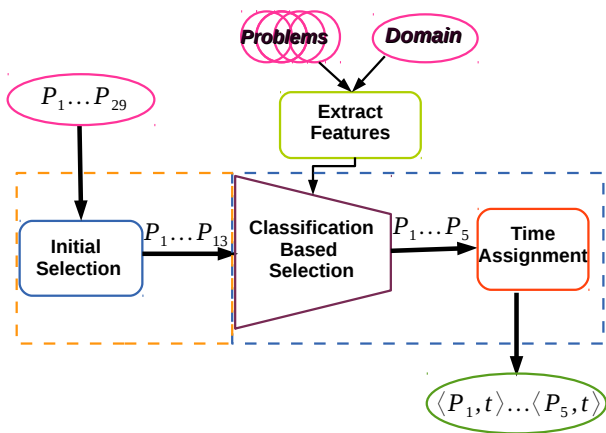 Problems
Domain
P₁…P₂₉
Extract
Features
Initial
Selection
P₁…P₁₃
Classification
Based
Selection
P₁…P₅
Time
Assignment
⟨P₁,t⟩…⟨P₅,t⟩